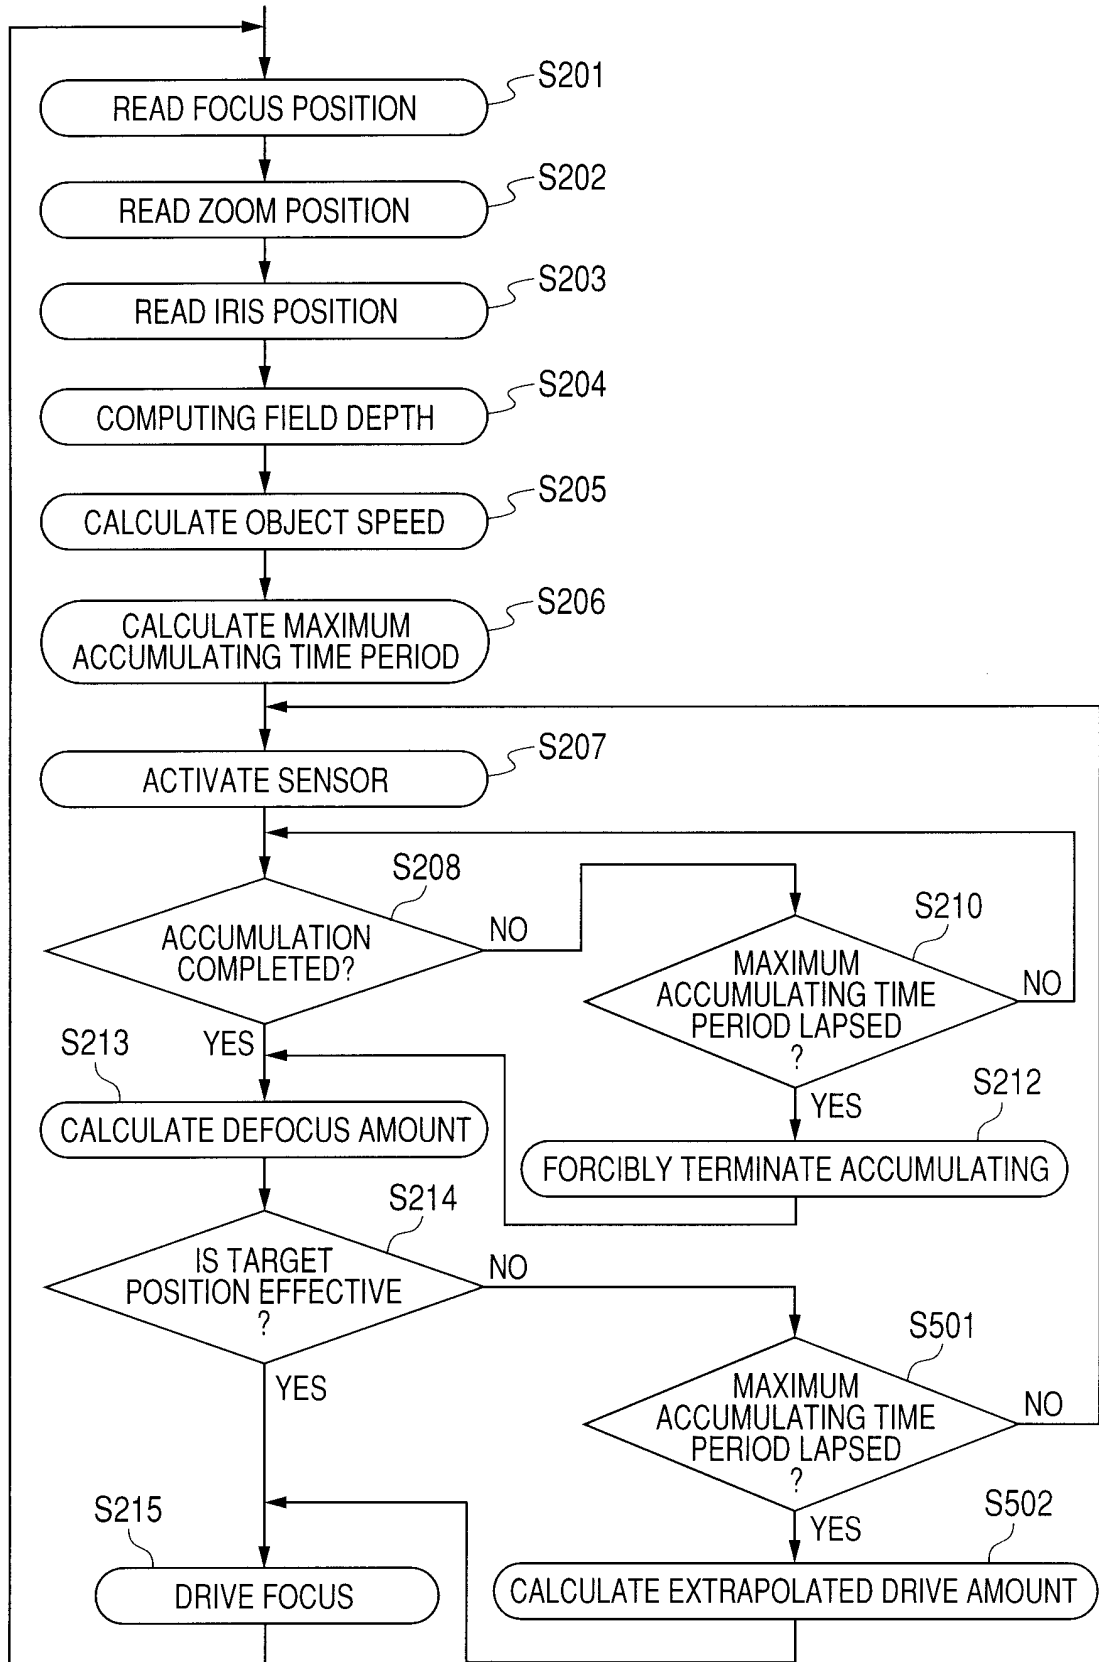 S201
READ FOCUS POSITION
S202
READ ZOOM POSITION
S203
READ IRIS POSITION
S204
COMPUTING FIELD DEPTH
S205
CALCULATE OBJECT SPEED
S206
CALCULATE MAXIMUM
ACCUMULATING TIME PERIOD
S207
ACTIVATE SENSOR
S208
ACCUMULATION
COMPLETED?
NO
YES
S210
MAXIMUM
ACCUMULATING TIME
PERIOD LAPSED
?
NO
YES
S212
FORCIBLY TERMINATE ACCUMULATING
S213
CALCULATE DEFOCUS AMOUNT
S214
IS TARGET
POSITION EFFECTIVE
?
NO
YES
S501
MAXIMUM
ACCUMULATING TIME
PERIOD LAPSED
?
NO
YES
S502
CALCULATE EXTRAPOLATED DRIVE AMOUNT
S215
DRIVE FOCUS